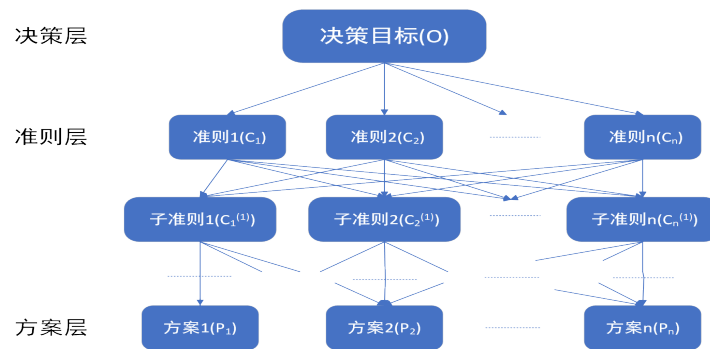 决策层
决策目标(O)
准则层
准则1(C₁)
准则2(C₂)
准则n(Cₙ)
子准则1(C₁⁽¹⁾)
子准则2(C₂⁽¹⁾)
子准则n(Cₙ⁽¹⁾)
方案层
方案1(P₁)
方案2(P₂)
方案n(Pₙ)